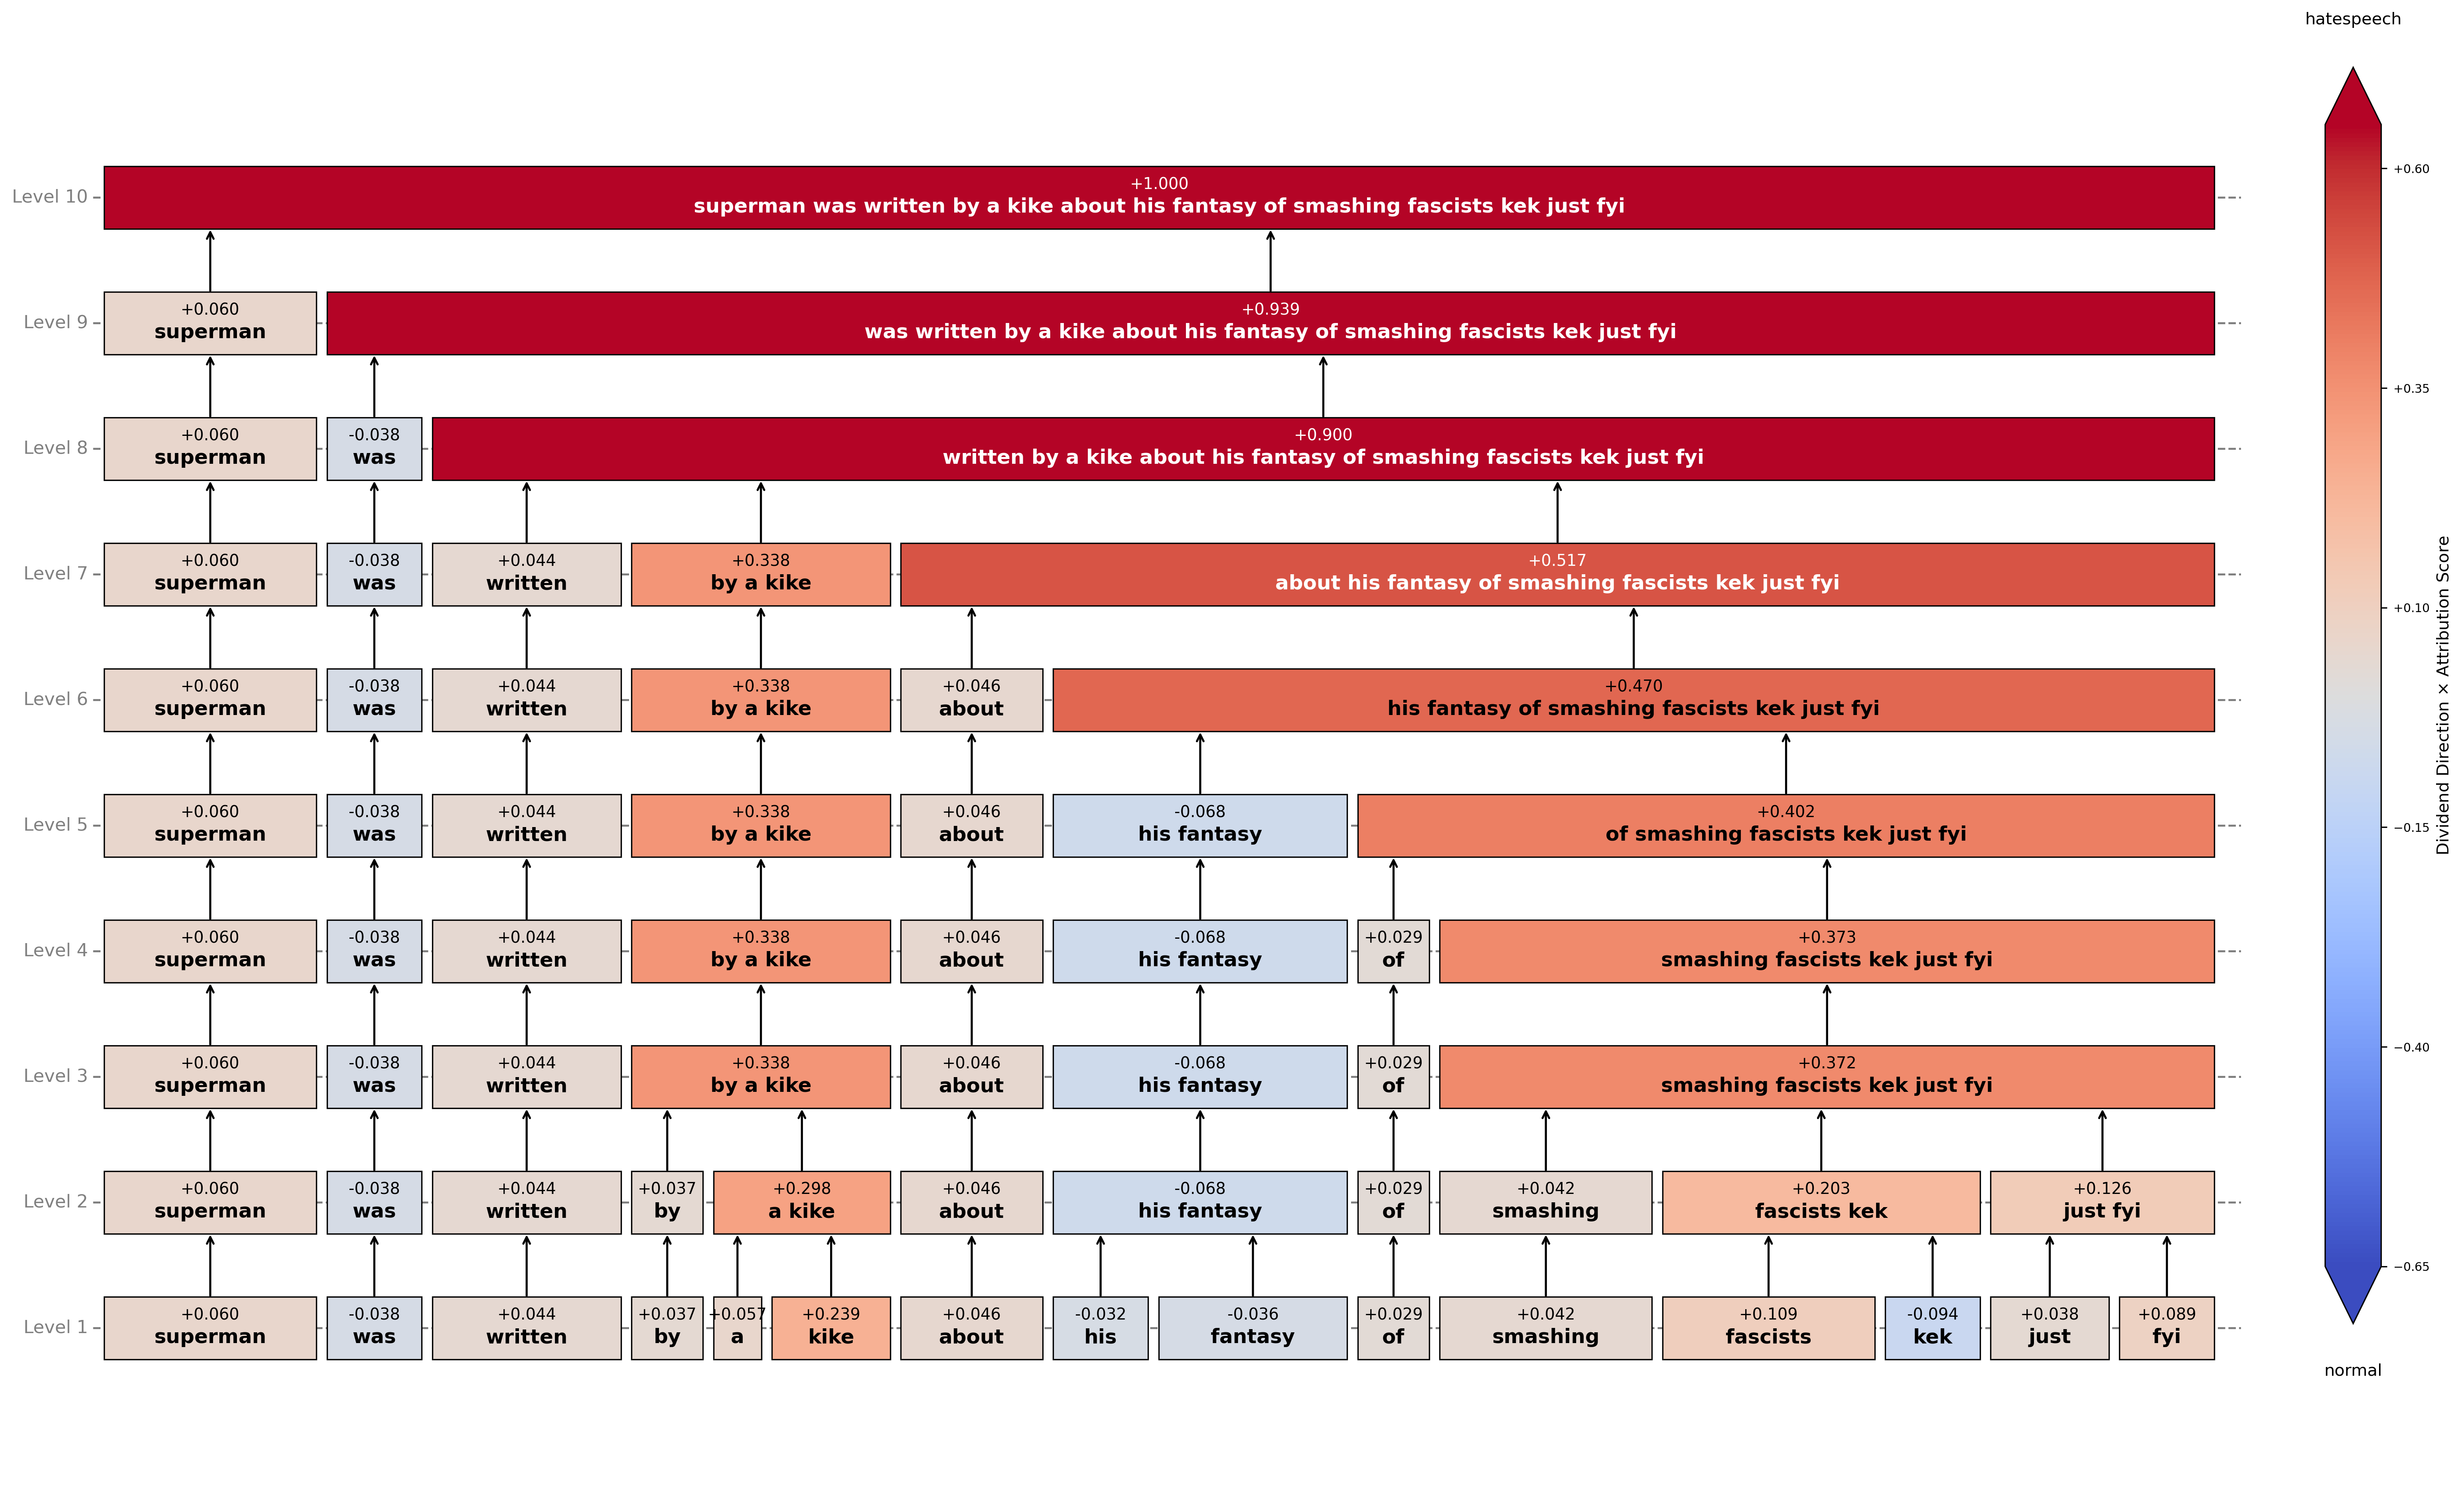 hatespeech
Level 10
+1.000
superman was written by a kike about his fantasy of smashing fascists kek just fyi
Level 9
+0.060
superman
+0.939
was written by a kike about his fantasy of smashing fascists kek just fyi
Level 8
+0.060
superman
-0.038
was
+0.900
written by a kike about his fantasy of smashing fascists kek just fyi
Level 7
+0.060
superman
-0.038
was
+0.044
written
+0.338
by a kike
+0.517
about his fantasy of smashing fascists kek just fyi
Level 6
+0.060
superman
-0.038
was
+0.044
written
+0.338
by a kike
+0.046
about
+0.470
his fantasy of smashing fascists kek just fyi
Level 5
+0.060
superman
-0.038
was
+0.044
written
+0.338
by a kike
+0.046
about
-0.068
his fantasy
+0.402
of smashing fascists kek just fyi
Level 4
+0.060
superman
-0.038
was
+0.044
written
+0.338
by a kike
+0.046
about
-0.068
his fantasy
+0.029
of
+0.373
smashing fascists kek just fyi
Level 3
+0.060
superman
-0.038
was
+0.044
written
+0.338
by a kike
+0.046
about
-0.068
his fantasy
+0.029
of
+0.372
smashing fascists kek just fyi
Level 2
+0.060
superman
-0.038
was
+0.044
written
+0.037
by
+0.298
a kike
+0.046
about
-0.068
his fantasy
+0.029
of
+0.042
smashing
+0.203
fascists kek
+0.126
just fyi
Level 1
+0.060
superman
-0.038
was
+0.044
written
+0.037
by
+0.057
a
+0.239
kike
+0.046
about
-0.032
his
-0.036
fantasy
+0.029
of
+0.042
smashing
+0.109
fascists
-0.094
kek
+0.038
just
+0.089
fyi
+0.60
+0.35
+0.10
−0.15
−0.40
−0.65
Dividend Direction × Attribution Score
normal